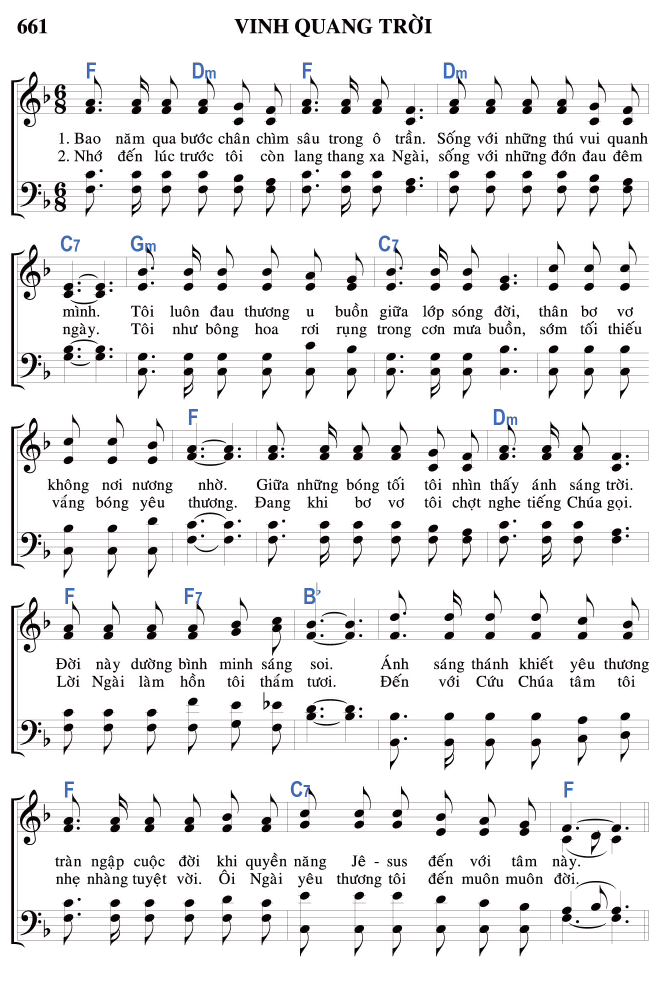 661 VINH QUANG TRỜI
F Dm F Dm
6 8
1. Bao năm qua bước chân chìm sâu trong ô trần. Sống với những thú vui quanh
2. Nhớ đến lúc trước tôi còn lang thang xa Ngài, sống với những đớn đau đêm
6 8
C7 Gm C7
mình. Tôi luôn đau thương u buồn giữa lớp sóng đời, thân bơ vơ
ngày. Tôi như bông hoa rơi rụng trong cơn mưa buồn, sớm tối thiếu
F Dm
không nơi nương nhờ. Giữa những bóng tối tôi nhìn thấy ánh sáng trời.
váng bóng yêu thương. Đang khi bơ vơ tôi chợt nghe tiếng Chúa gọi.
F F7 B♭
Đời này dường bình minh sáng soi. Ánh sáng thánh khiết yêu thương
Lời Ngài làm hồn tôi thắm tươi. Đến với Cứu Chúa tâm tôi
F C7 F
tràn ngập cuộc đời khi quyền năng Jê - sus đến với tâm này.
nhẹ nhàng tuyệt vời. Ôi Ngài yêu thương tôi đến muôn muôn đời.